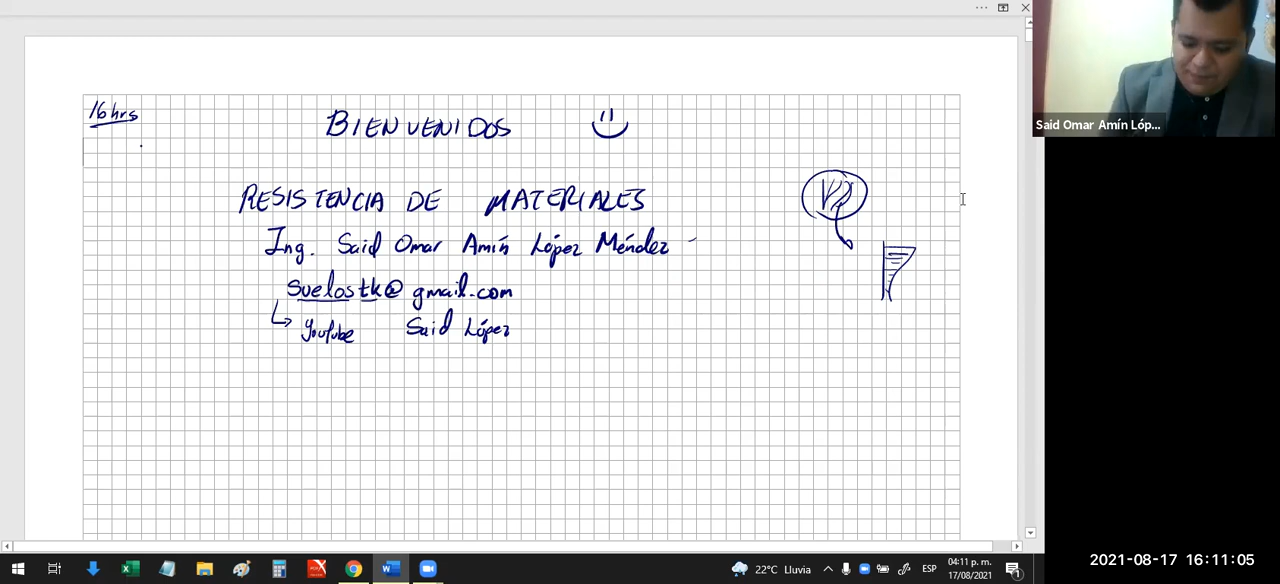 16 hrs
BIENVENIDOS
RESISTENCIA DE MATERIALES
Ing. Said Omar Amín López Méndez
suelostk@gmail.com
Youtube Said López
Said Omar Amín Lóp...
22°C Lluvia
ESP
04:11 p. m.
17/08/2021
1
2021-08-17 16:11:05